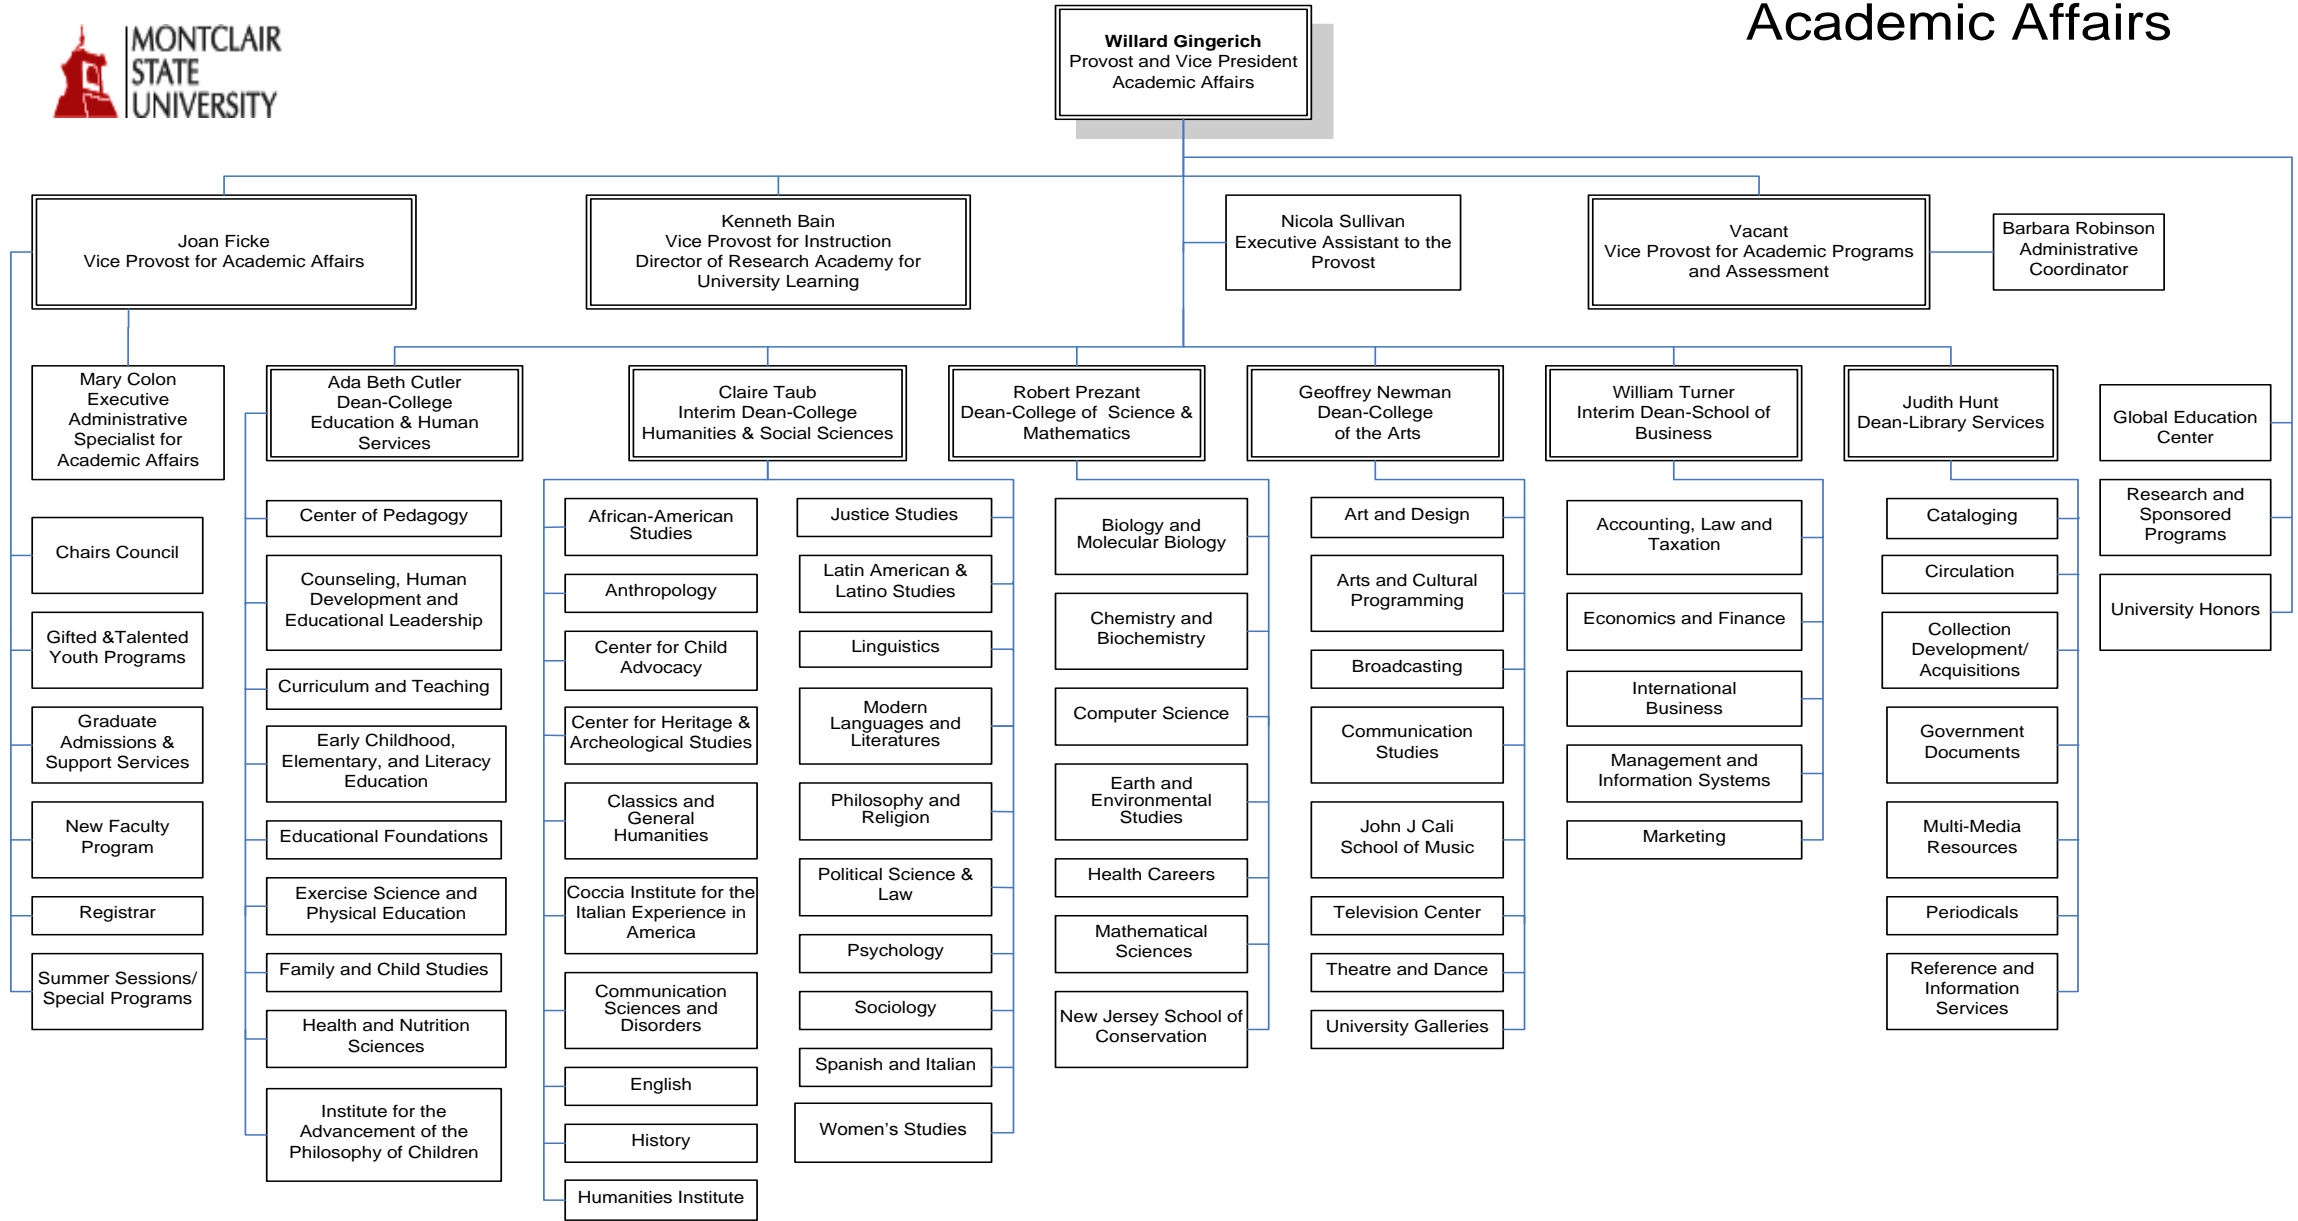 MONTCLAIR
STATE
UNIVERSITY
Academic Affairs
Willard Gingerich
Provost and Vice President
Academic Affairs
Joan Ficke
Vice Provost for Academic Affairs
Kenneth Bain
Vice Provost for Instruction
Director of Research Academy for
University Learning
Nicola Sullivan
Executive Assistant to the
Provost
Vacant
Vice Provost for Academic Programs
and Assessment
Barbara Robinson
Administrative
Coordinator
Mary Colon
Executive
Administrative
Specialist for
Academic Affairs
Ada Beth Cutler
Dean-College
Education & Human
Services
Claire Taub
Interim Dean-College
Humanities & Social Sciences
Robert Prezant
Dean-College of  Science &
Mathematics
Geoffrey Newman
Dean-College
of the Arts
William Turner
Interim Dean-School of
Business
Judith Hunt
Dean-Library Services
Global Education
Center
Research and
Sponsored
Programs
University Honors
Chairs Council
Gifted &Talented
Youth Programs
Graduate
Admissions &
Support Services
New Faculty
Program
Registrar
Summer Sessions/
Special Programs
Center of Pedagogy
Counseling, Human
Development and
Educational Leadership
Curriculum and Teaching
Early Childhood,
Elementary, and Literacy
Education
Educational Foundations
Exercise Science and
Physical Education
Family and Child Studies
Health and Nutrition
Sciences
Institute for the
Advancement of the
Philosophy of Children
African-American
Studies
Anthropology
Center for Child
Advocacy
Center for Heritage &
Archeological Studies
Classics and
General
Humanities
Coccia Institute for the
Italian Experience in
America
Communication
Sciences and
Disorders
English
History
Humanities Institute
Justice Studies
Latin American &
Latino Studies
Linguistics
Modern
Languages and
Literatures
Philosophy and
Religion
Political Science &
Law
Psychology
Sociology
Spanish and Italian
Women's Studies
Biology and
Molecular Biology
Chemistry and
Biochemistry
Computer Science
Earth and
Environmental
Studies
Health Careers
Mathematical
Sciences
New Jersey School of
Conservation
Art and Design
Arts and Cultural
Programming
Broadcasting
Communication
Studies
John J Cali
School of Music
Television Center
Theatre and Dance
University Galleries
Accounting, Law and
Taxation
Economics and Finance
International
Business
Management and
Information Systems
Marketing
Cataloging
Circulation
Collection
Development/
Acquisitions
Government
Documents
Multi-Media
Resources
Periodicals
Reference and
Information
Services